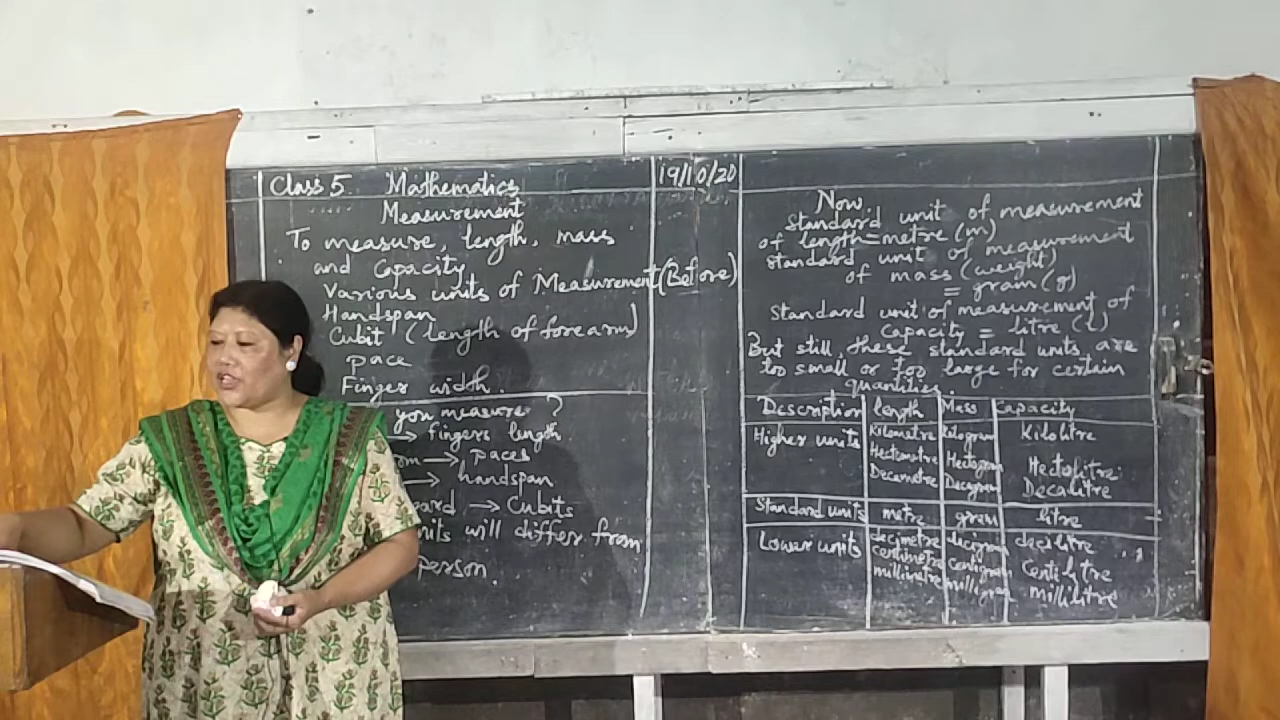 Class 5 Mathematics 19/10/20
Measurement
To measure, length, mass
and Capacity
Various units of Measurement (Before)
Handspan
Cubit (length of forearm)
pace
Finger width.
you measure ?
→ fingers length
→ paces
→ handspan
→ Cubits
will differ from
person.
Now
standard unit of measurement
of length = metre (m)
standard unit of measurement
of mass (weight)
= gram (g)
standard unit of measurement of
capacity = litre (l)
But still these standard units are
too small or too large for certain
quantities
Description length Mass Capacity
Higher units Kilometre Kilogram Kilolitre
Hectometre Hectogram Hectolitre
Decametre Decagram Decalitre
Standard units metre gram litre
Lower unit decimetre decigram decilitre
centimetre centigram Centilitre
millimetre milligram millilitre